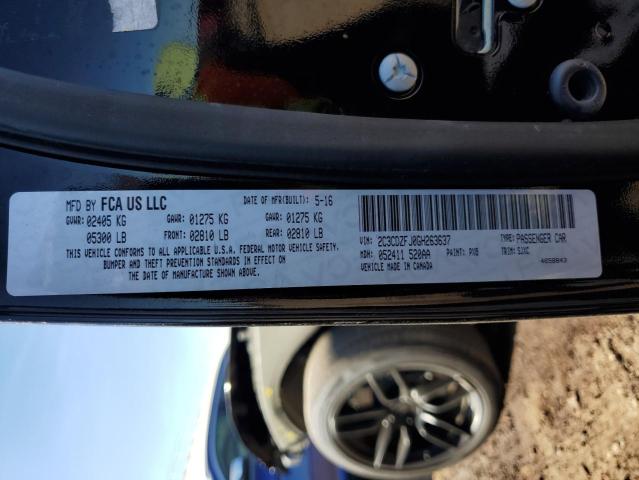 MFD BY FCA US LLC DATE OF MFR(BUILT): 5-16
GVWR: 02405 KG GAWR: 01275 KG GAWR: 01275 KG
05300 LB FRONT: 02810 LB REAR: 02810 LB
THIS VEHICLE CONFORMS TO ALL APPLICABLE U.S.A. FEDERAL MOTOR VEHICLE SAFETY,
BUMPER AND THEFT PREVENTION STANDARDS IN EFFECT ON
THE DATE OF MANUFACTURE SHOWN ABOVE.
VIN: 2C3CDZFJ0GH263637 TYPE: PASSENGER CAR
MDH: 052411 520AA PAINT: PX8 TRIM: SJXC
VEHICLE MADE IN CANADA 4658843